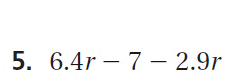 5. 6.4r – 7 – 2.9r